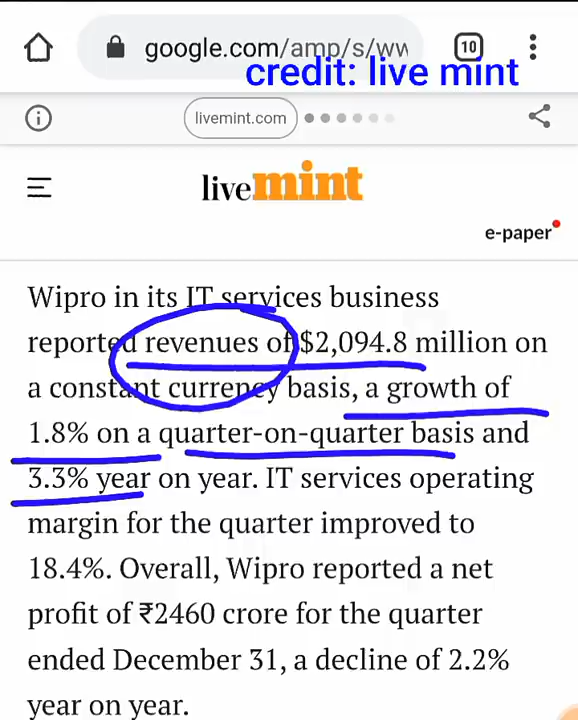 google.com/amp/s/ww
10
credit: live mint
livemint.com
livemint
e-paper
Wipro in its IT services business
reported revenues of $2,094.8 million on
a constant currency basis, a growth of
1.8% on a quarter-on-quarter basis and
3.3% year on year. IT services operating
margin for the quarter improved to
18.4%. Overall, Wipro reported a net
profit of ₹2460 crore for the quarter
ended December 31, a decline of 2.2%
year on year.